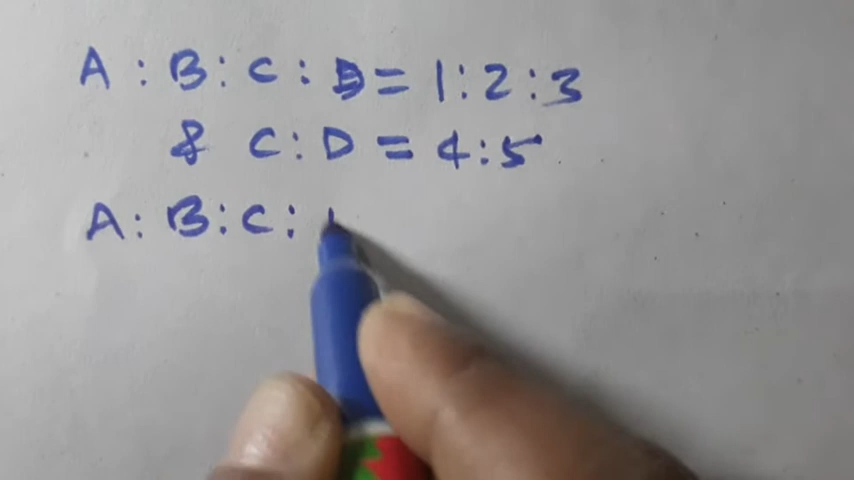 A : B : C : D = 1 : 2 : 3
& C : D = 4 : 5
A : B : C :